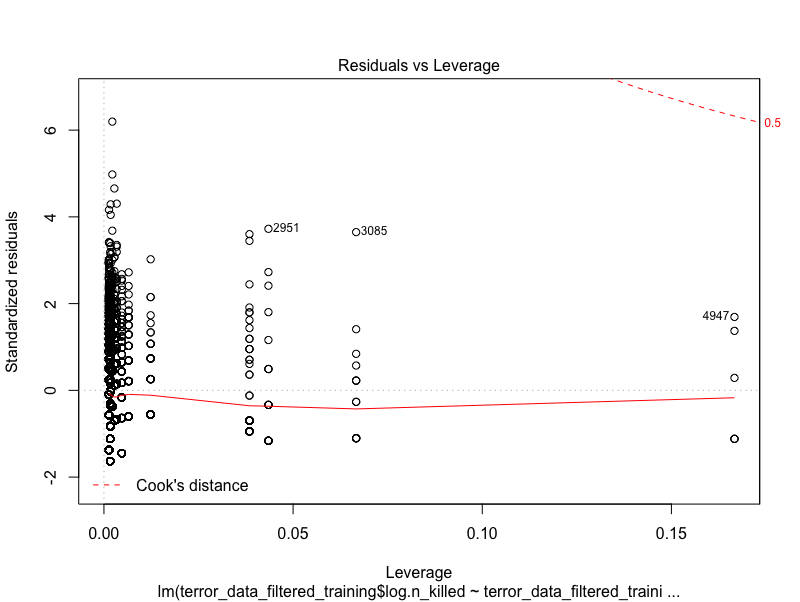 Residuals vs Leverage
Standardized residuals
6
4
2
0
-2
0.5
2951
3085
4947
Cook's distance
0.00
0.05
0.10
0.15
Leverage
lm(terror_data_filtered_training$log.n_killed ~ terror_data_filtered_traini ...